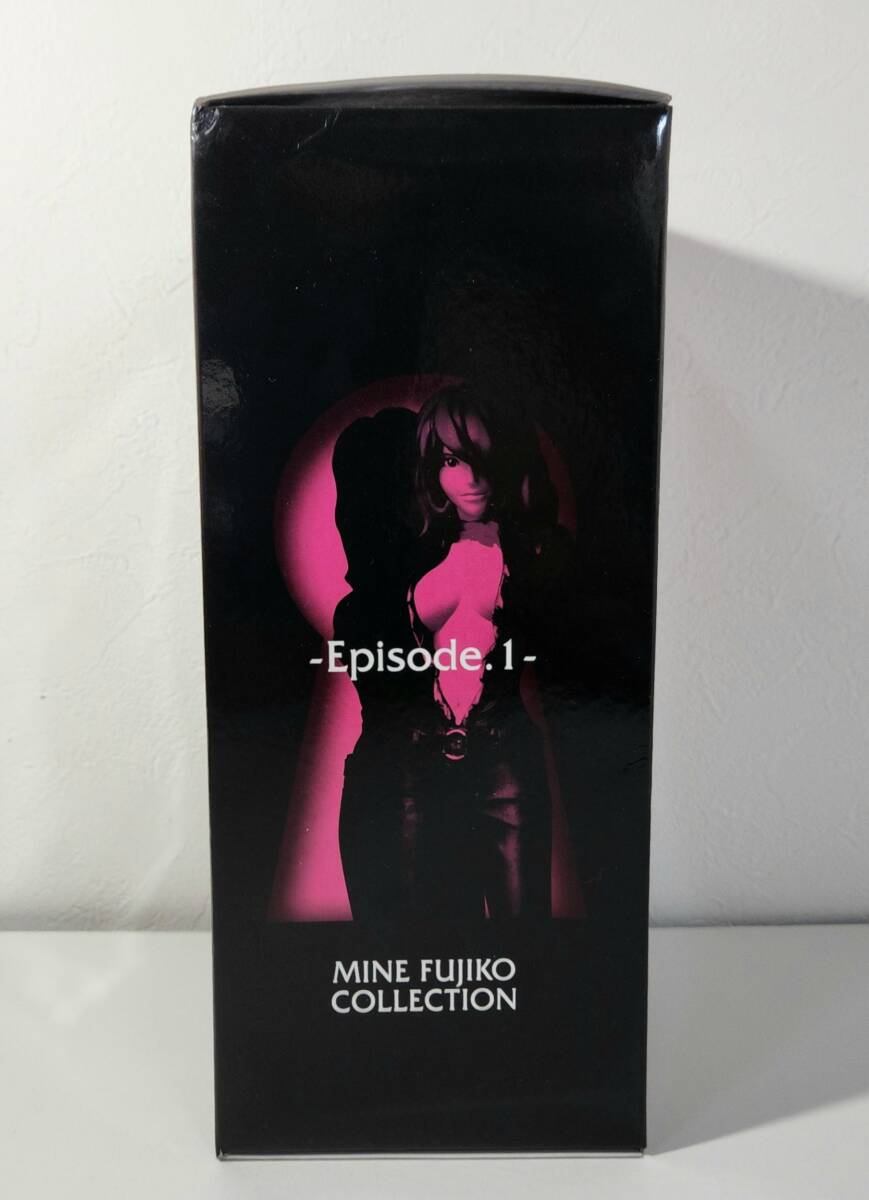 -Episode.1-
MINE FUJIKO
COLLECTION